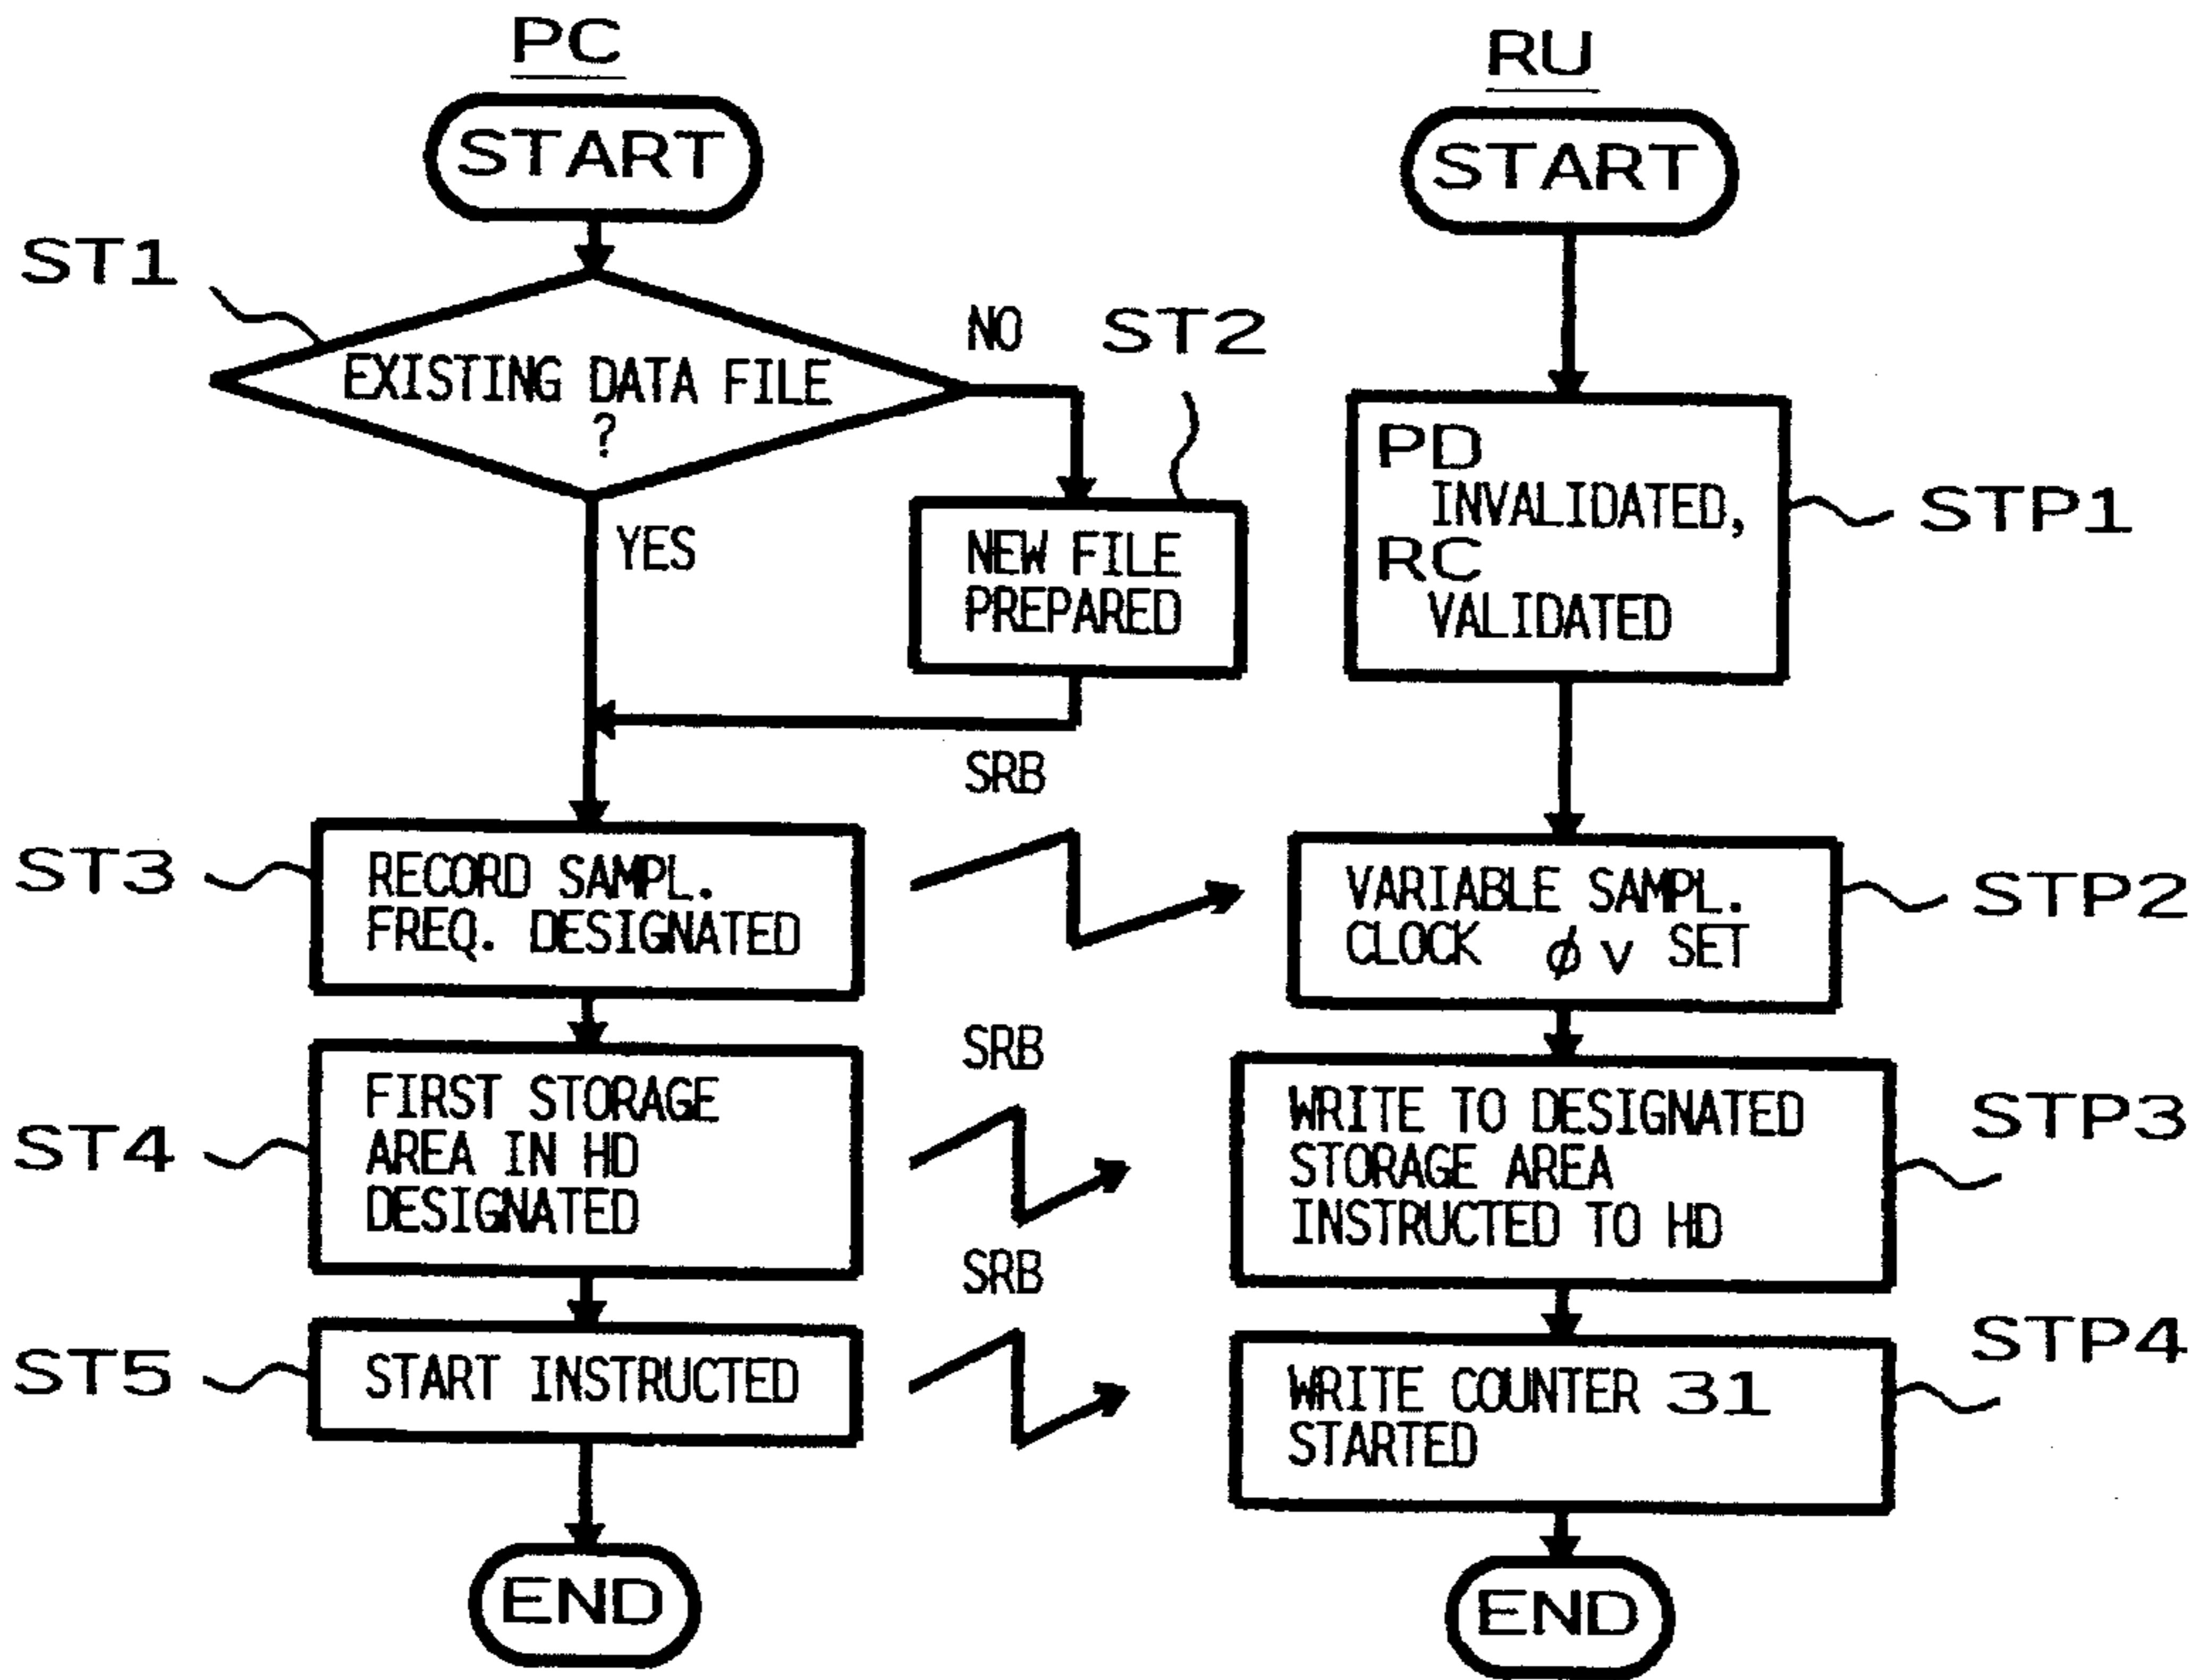 PC
START
ST1
EXISTING DATA FILE
?
NO
YES
ST2
NEW FILE
PREPARED
ST3
RECORD SAMPL.
FREQ. DESIGNATED
SRB
ST4
FIRST STORAGE
AREA IN HD
DESIGNATED
SRB
ST5
START INSTRUCTED
SRB
END
RU
START
PD
INVALIDATED,
RC
VALIDATED
STP1
VARIABLE SAMPL.
CLOCK ϕ v SET
STP2
WRITE TO DESIGNATED
STORAGE AREA
INSTRUCTED TO HD
STP3
WRITE COUNTER 31
STARTED
STP4
END